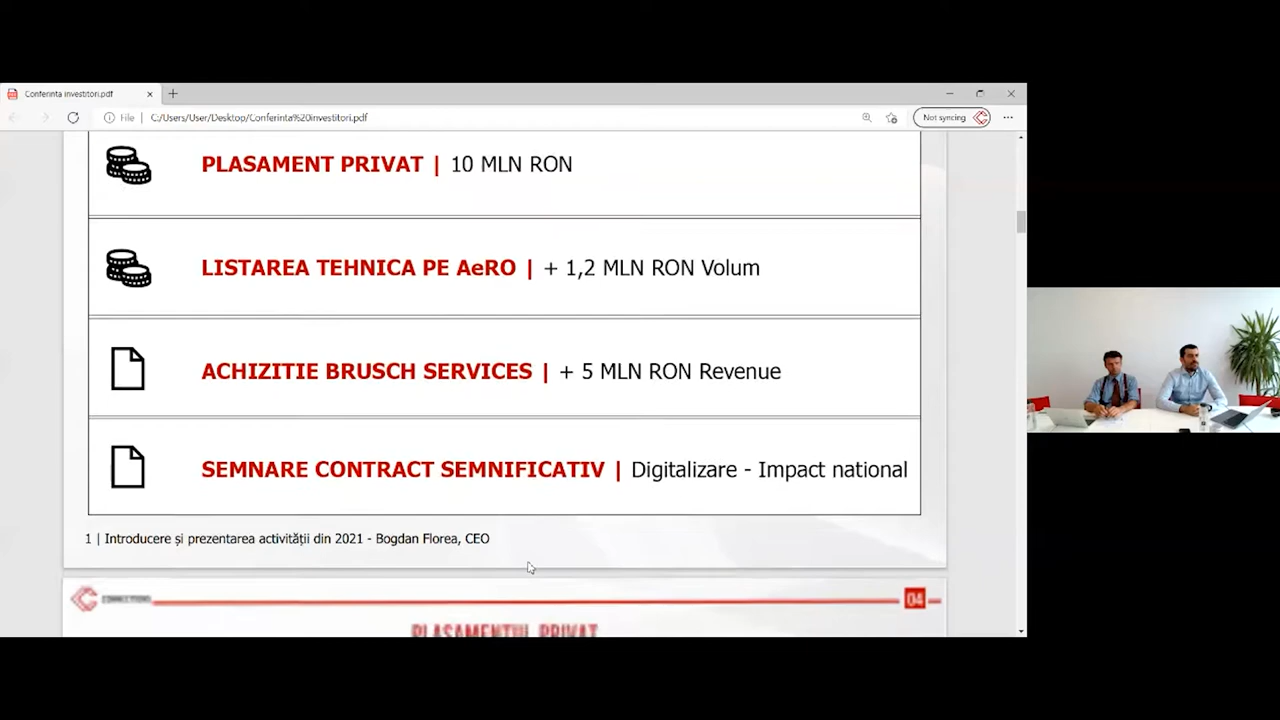 Conferinta investitori.pdf
File | C:/Users/User/Desktop/Conferinta%20investitori.pdf
Not syncing
PLASAMENT PRIVAT | 10 MLN RON
LISTAREA TEHNICA PE AeRO | + 1,2 MLN RON Volum
ACHIZITIE BRUSCH SERVICES | + 5 MLN RON Revenue
SEMNARE CONTRACT SEMNIFICATIV | Digitalizare - Impact national
1 | Introducere și prezentarea activității din 2021 - Bogdan Florea, CEO
04
PLASAMENTUL PRIVAT